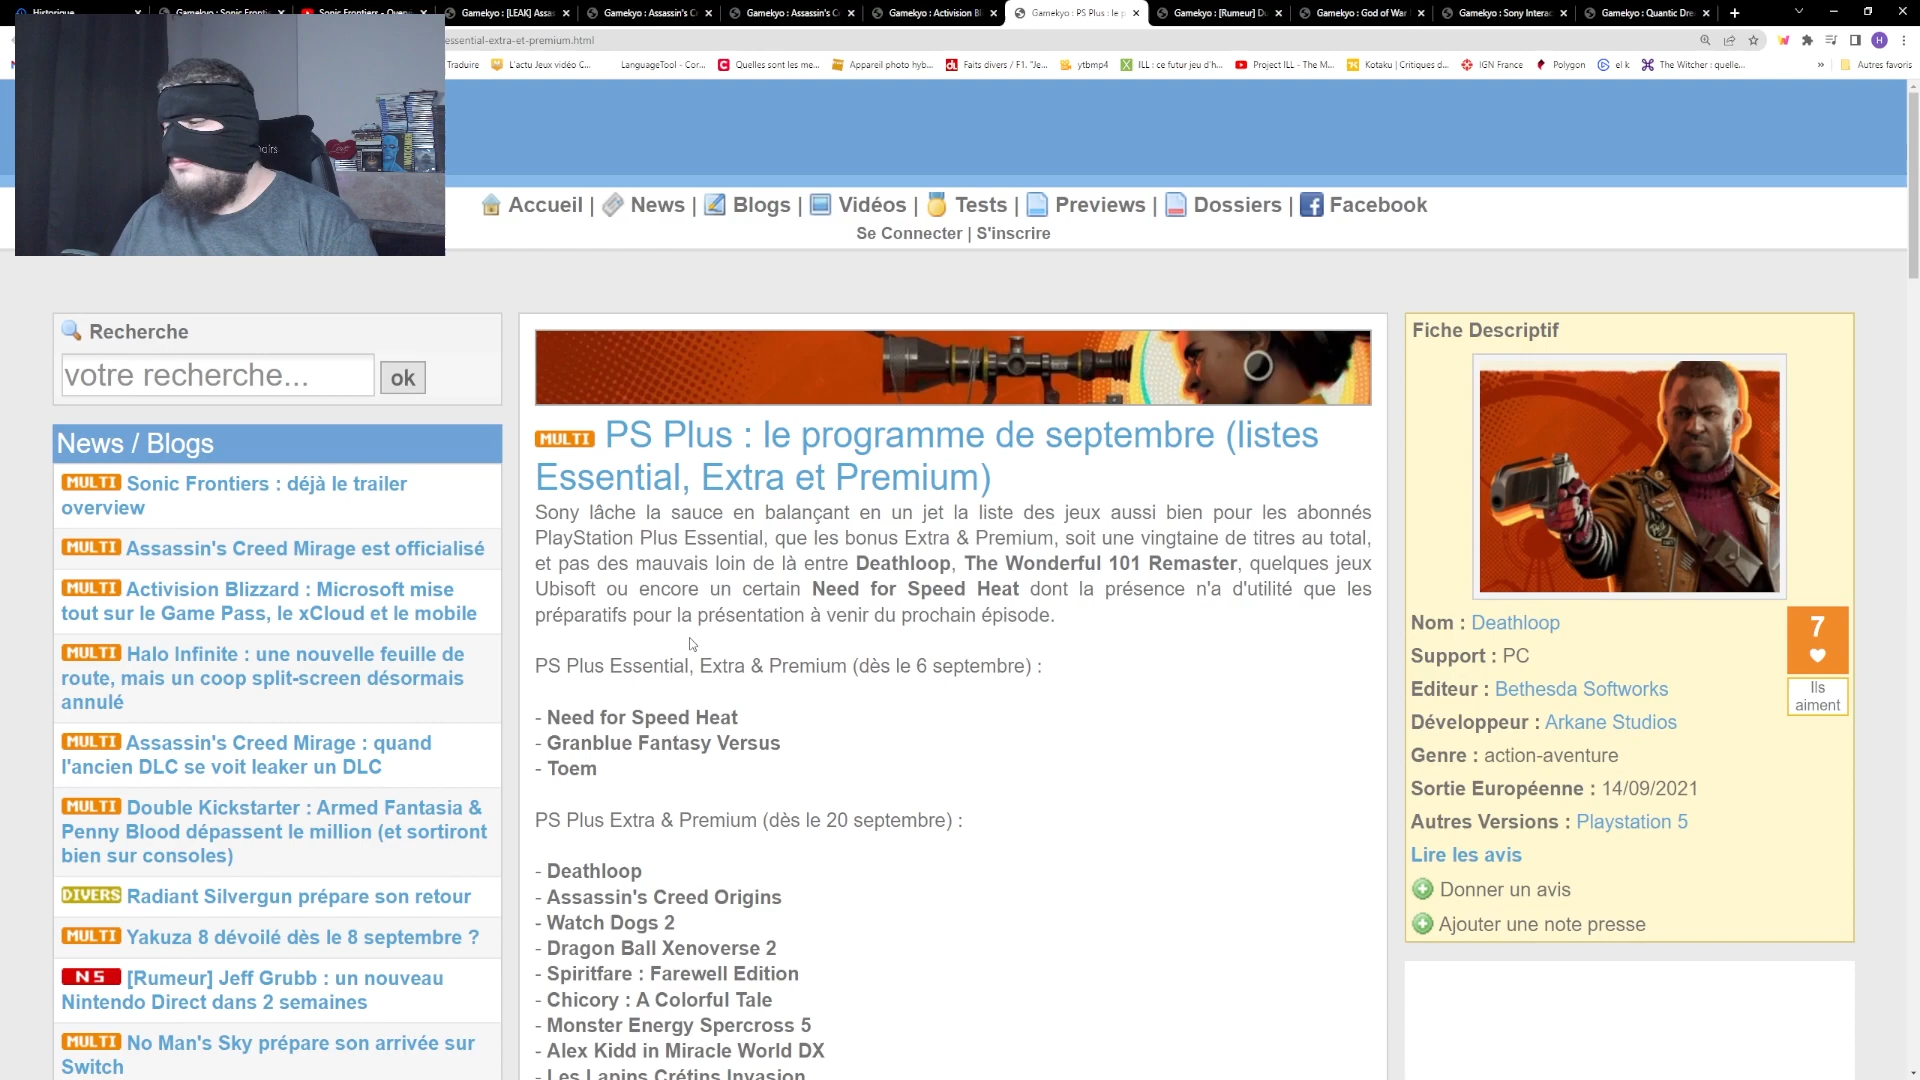 Historique
Gamekyo : Sonic Fronti
Sonic Frontiers - Over
Gamekyo : [LEAK] Assa
Gamekyo : Assassin's C
Gamekyo : Assassin's C
Gamekyo : Activision Bl
Gamekyo : PS Plus : le p
Gamekyo : [Rumeur] D
Gamekyo : God of War
Gamekyo : Sony Interac
Gamekyo : Quantic Dre
essential-extra-et-premium.html
Traduire
L'actu Jeux vidéo C...
LanguageTool - Cor...
Quelles sont les me...
Appareil photo hyb...
Faits divers / F1. "Je...
ytbmp4
ILL : ce futur jeu d'h...
Project ILL - The M...
Kotaku | Critiques d...
IGN France
Polygon
el k
The Witcher : quelle...
»
Autres favoris
Accueil | News | Blogs | Vidéos | Tests | Previews | Dossiers | Facebook
Se Connecter | S'inscrire
Recherche
votre recherche... ok
News / Blogs
MULTI Sonic Frontiers : déjà le trailer
overview
MULTI Assassin's Creed Mirage est officialisé
MULTI Activision Blizzard : Microsoft mise
tout sur le Game Pass, le xCloud et le mobile
MULTI Halo Infinite : une nouvelle feuille de
route, mais un coop split-screen désormais
annulé
MULTI Assassin's Creed Mirage : quand
l'ancien DLC se voit leaker un DLC
MULTI Double Kickstarter : Armed Fantasia &
Penny Blood dépassent le million (et sortiront
bien sur consoles)
DIVERS Radiant Silvergun prépare son retour
MULTI Yakuza 8 dévoilé dès le 8 septembre ?
NS [Rumeur] Jeff Grubb : un nouveau
Nintendo Direct dans 2 semaines
MULTI No Man's Sky prépare son arrivée sur
Switch
MULTI PS Plus : le programme de septembre (listes
Essential, Extra et Premium)
Sony lâche la sauce en balançant en un jet la liste des jeux aussi bien pour les abonnés
PlayStation Plus Essential, que les bonus Extra & Premium, soit une vingtaine de titres au total,
et pas des mauvais loin de là entre Deathloop, The Wonderful 101 Remaster, quelques jeux
Ubisoft ou encore un certain Need for Speed Heat dont la présence n'a d'utilité que les
préparatifs pour la présentation à venir du prochain épisode.
PS Plus Essential, Extra & Premium (dès le 6 septembre) :
- Need for Speed Heat
- Granblue Fantasy Versus
- Toem
PS Plus Extra & Premium (dès le 20 septembre) :
- Deathloop
- Assassin's Creed Origins
- Watch Dogs 2
- Dragon Ball Xenoverse 2
- Spiritfare : Farewell Edition
- Chicory : A Colorful Tale
- Monster Energy Spercross 5
- Alex Kidd in Miracle World DX
- Les Lapins Crétins Invasion
Fiche Descriptif
Nom : Deathloop
Support : PC
Editeur : Bethesda Softworks
Développeur : Arkane Studios
Genre : action-aventure
Sortie Européenne : 14/09/2021
Autres Versions : Playstation 5
Lire les avis
Donner un avis
Ajouter une note presse
7
Ils
aiment